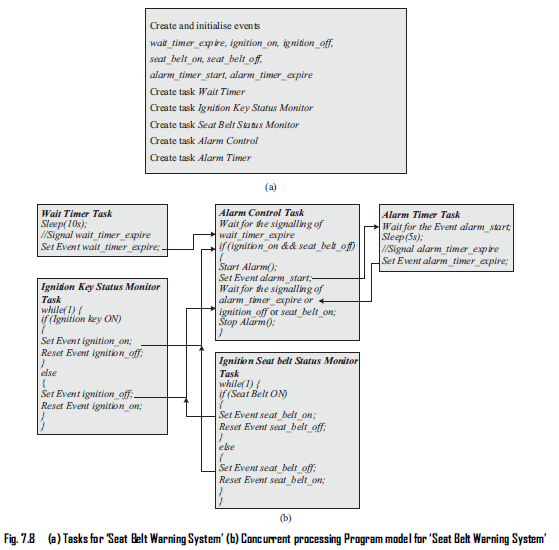 Create and initialise events
wait_timer_expire, ignition_on, ignition_off,
seat_belt_on, seat_belt_off,
alarm_timer_start, alarm_timer_expire
Create task Wait Timer
Create task Ignition Key Status Monitor
Create task Seat Belt Status Monitor
Create task Alarm Control
Create task Alarm Timer
(a)
Wait Timer Task
Sleep(10s);
//Signal wait_timer_expire
Set Event wait_timer_expire;
Ignition Key Status Monitor
Task
while(1) {
if (Ignition key ON)
{
Set Event ignition_on;
Reset Event ignition_off;
}
else
{
Set Event ignition_off;
Reset Event ignition_on;
}
}
Alarm Control Task
Wait for the signalling of
wait_timer_expire
if (ignition_on && seat_belt_off)
{
Start Alarm();
Set Event alarm_start;
Wait for the signalling of
alarm_timer_expire or
ignition_off or seat_belt_on;
Stop Alarm();
}
Ignition Seat belt Status Monitor
Task
while(1) {
if (Seat Belt ON)
{
Set Event seat_belt_on;
Reset Event seat_belt_off;
}
else
{
Set Event seat_belt_off;
Reset Event seat_belt_on;
}
}
Alarm Timer Task
Wait for the Event alarm_start;
Sleep(5s);
//Signal alarm_timer_expire
Set Event alarm_timer_expire;
(b)
Fig. 7.8 (a) Tasks for 'Seat Belt Warning System' (b) Concurrent processing Program model for 'Seat Belt Warning System'